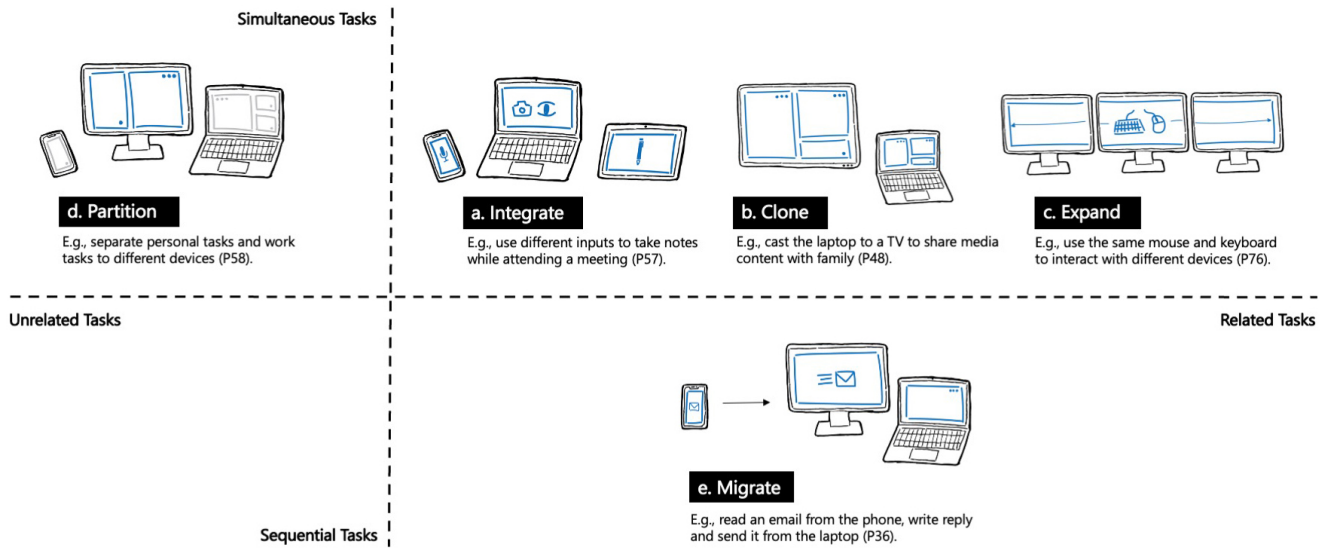 Simultaneous Tasks
d. Partition
E.g., separate personal tasks and work
tasks to different devices (P58).
a. Integrate
E.g., use different inputs to take notes
while attending a meeting (P57).
b. Clone
E.g., cast the laptop to a TV to share media
content with family (P48).
c. Expand
E.g., use the same mouse and keyboard
to interact with different devices (P76).
Unrelated Tasks
Related Tasks
e. Migrate
E.g., read an email from the phone, write reply
and send it from the laptop (P36).
Sequential Tasks